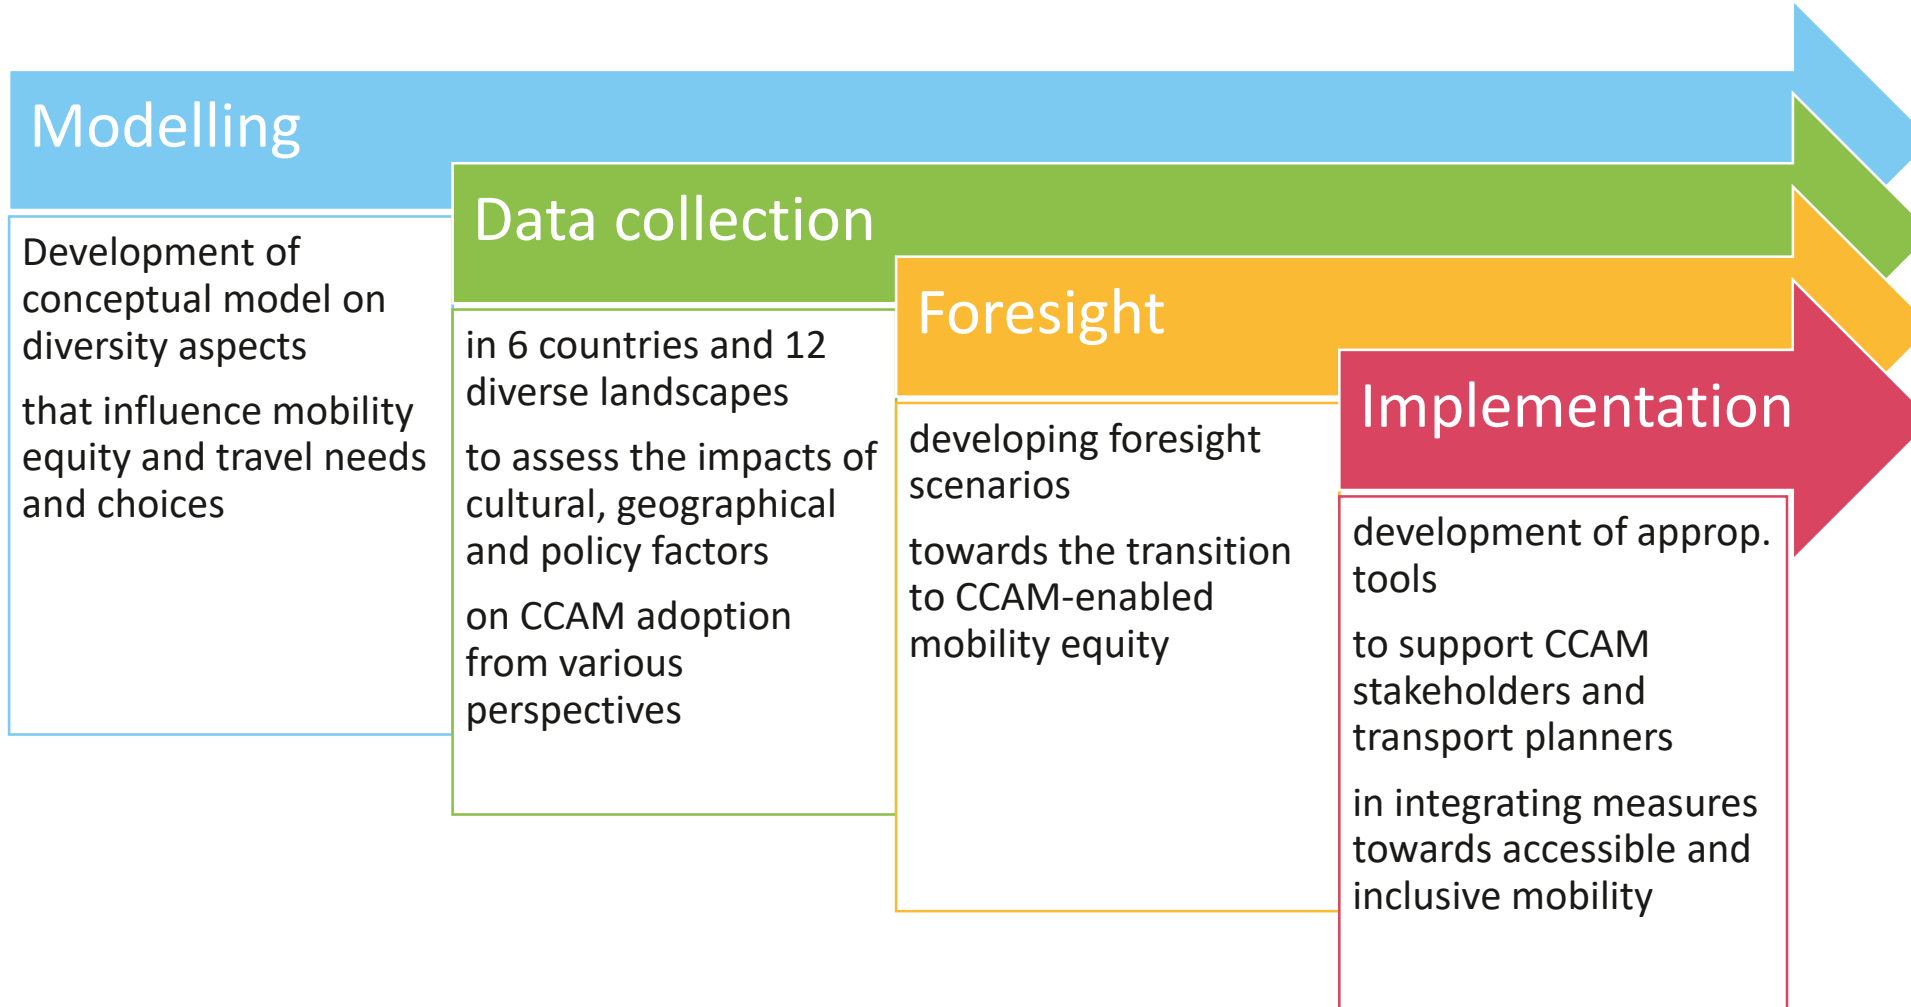 Modelling
Development of
conceptual model on
diversity aspects
that influence mobility
equity and travel needs
and choices
Data collection
in 6 countries and 12
diverse landscapes
to assess the impacts of
cultural, geographical
and policy factors
on CCAM adoption
from various
perspectives
Foresight
developing foresight
scenarios
towards the transition
to CCAM-enabled
mobility equity
Implementation
development of approp.
tools
to support CCAM
stakeholders and
transport planners
in integrating measures
towards accessible and
inclusive mobility